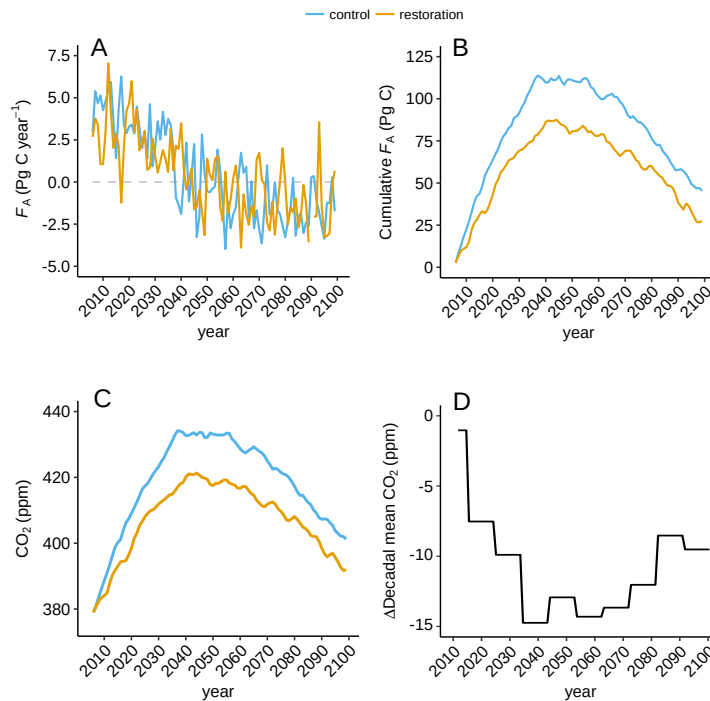 control restoration
A
7.5
5.0
2.5
0.0
-2.5
-5.0
F_A (Pg C year⁻¹)
2010 2020 2030 2040 2050 2060 2070 2080 2090 2100
year
B
125
100
75
50
25
0
Cumulative F_A (Pg C)
2010 2020 2030 2040 2050 2060 2070 2080 2090 2100
year
C
440
420
400
380
CO₂ (ppm)
2010 2020 2030 2040 2050 2060 2070 2080 2090 2100
year
D
0
-5
-10
-15
ΔDecadal mean CO₂ (ppm)
2010 2020 2030 2040 2050 2060 2070 2080 2090 2100
year